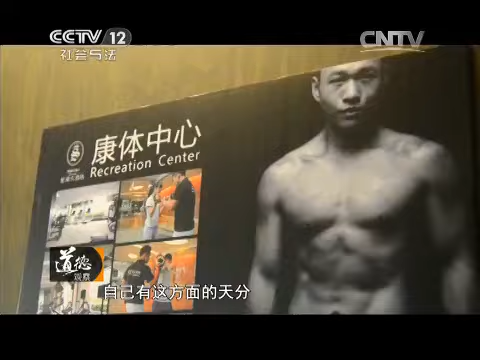 CCTV 12
社会与法
CNTV
康体中心
Recreation Center
道德
观察
自己有这方面的天分